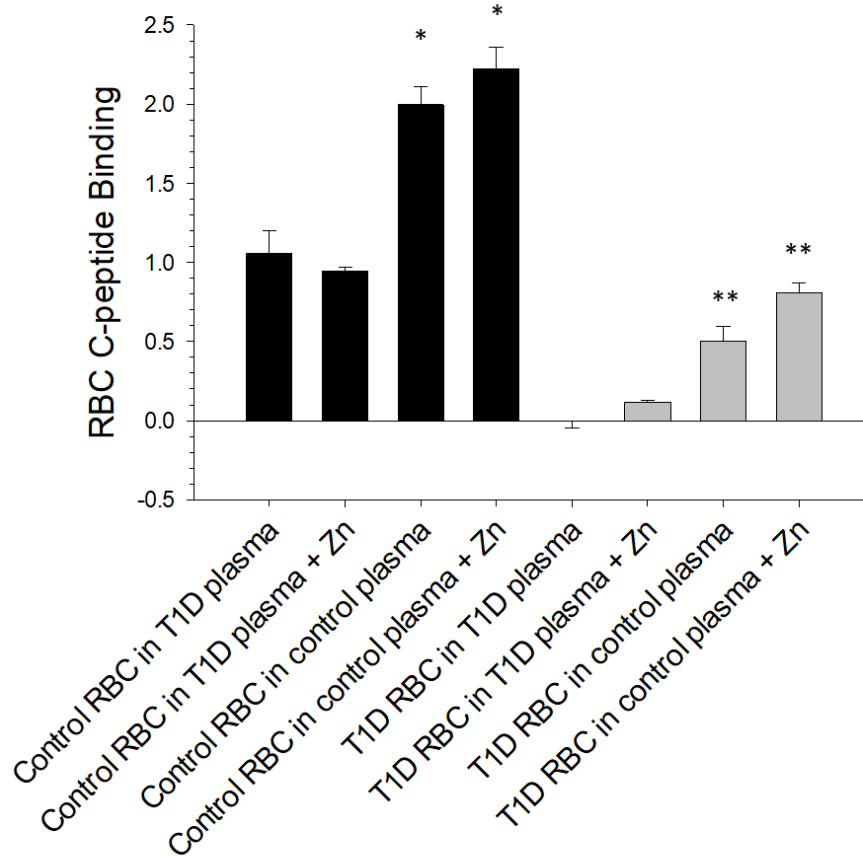 RBC C-peptide Binding
2.5
2.0
1.5
1.0
0.5
0.0
-0.5
*
*
**
**
Control RBC in T1D plasma
Control RBC in T1D plasma + Zn
Control RBC in control plasma
Control RBC in control plasma + Zn
T1D RBC in T1D plasma
T1D RBC in T1D plasma + Zn
T1D RBC in control plasma
T1D RBC in control plasma + Zn